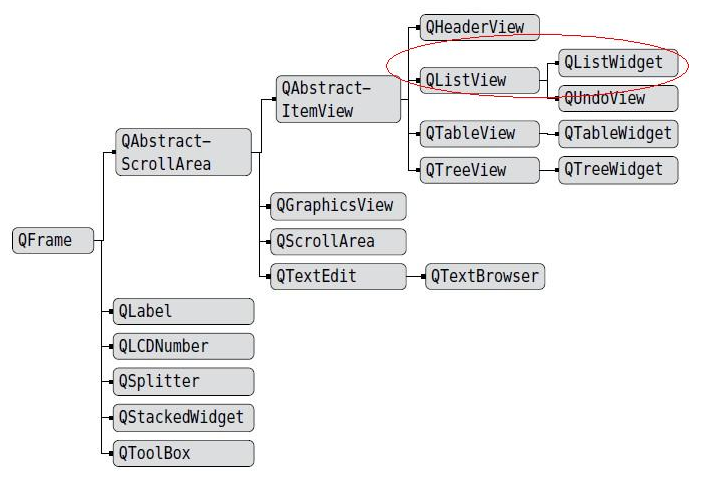 QHeaderView
QListView
QListWidget
QUndoView
QAbstract-
ItemView
QTableView
QTableWidget
QAbstract-
ScrollArea
QTreeView
QTreeWidget
QGraphicsView
QFrame
QScrollArea
QTextEdit
QTextBrowser
QLabel
QLCDNumber
QSplitter
QStackedWidget
QToolBox